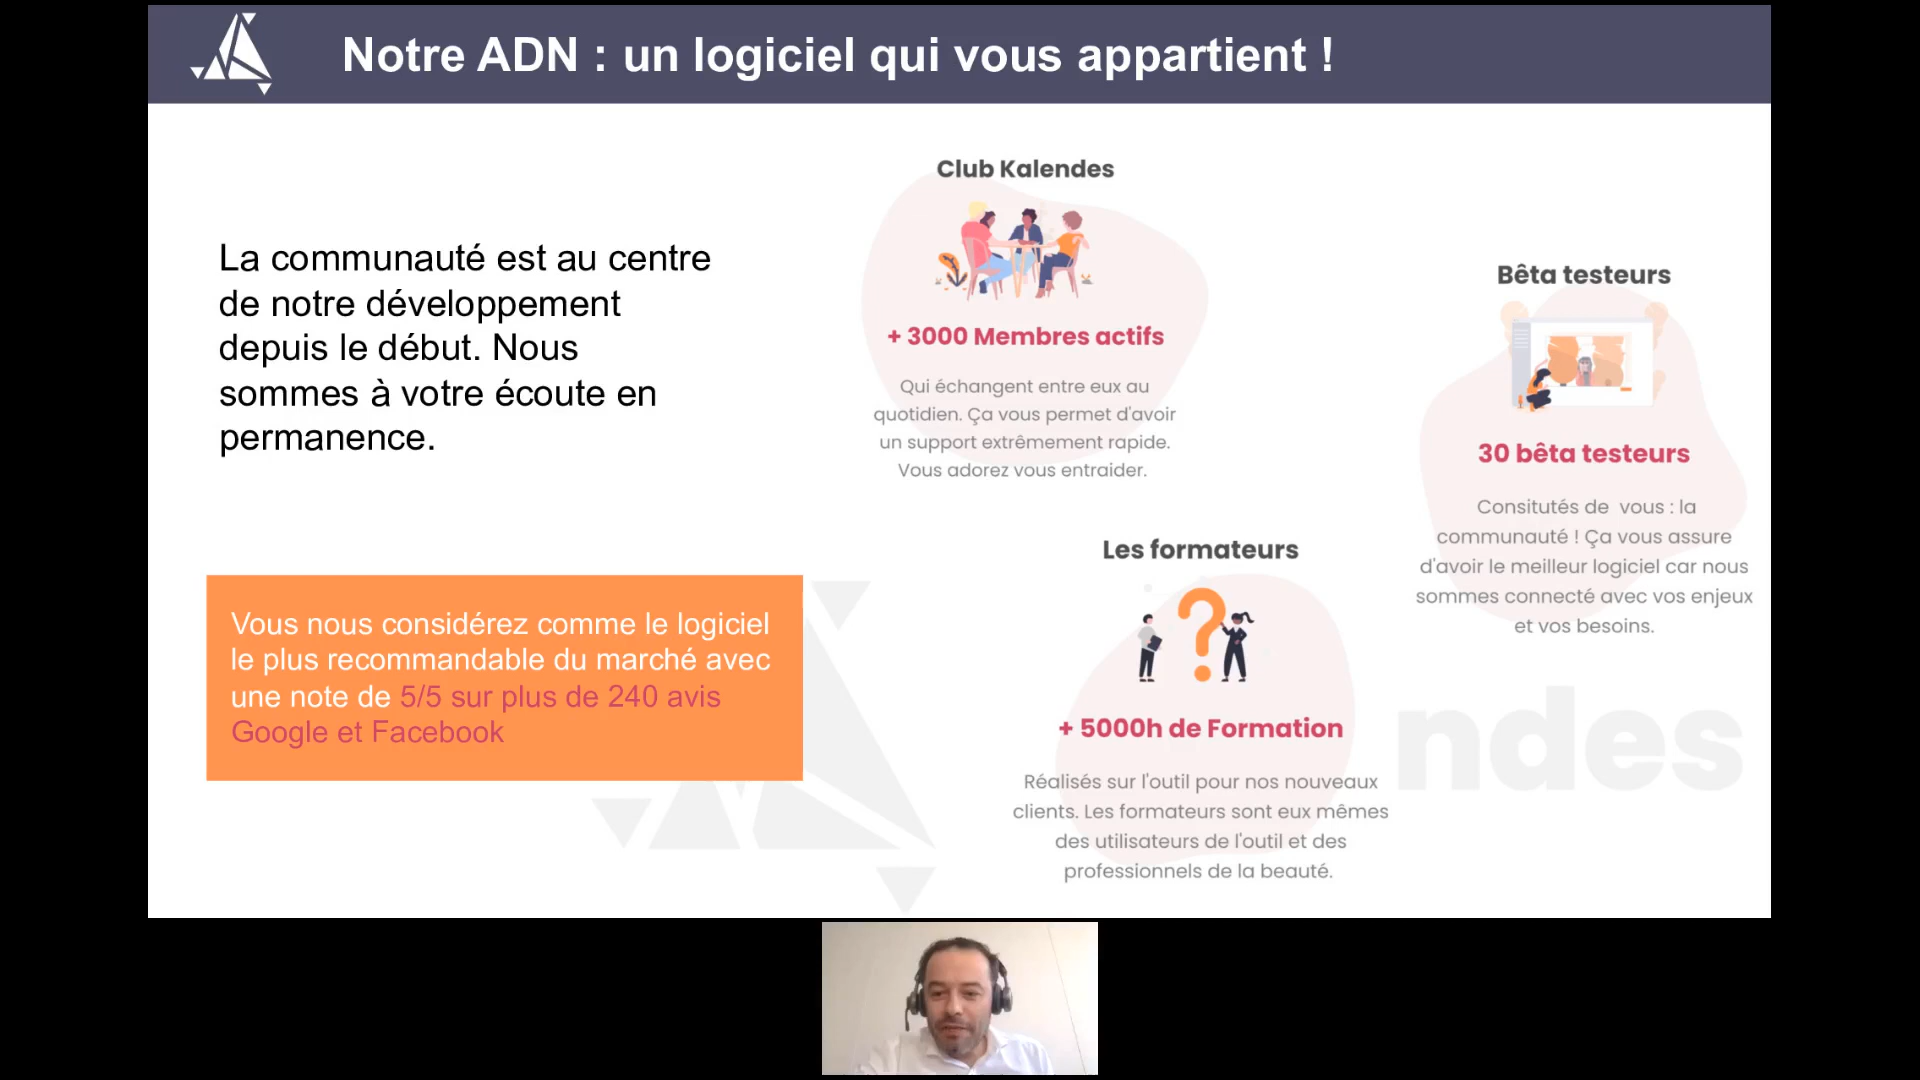 Notre ADN : un logiciel qui vous appartient !
La communauté est au centre
de notre développement
depuis le début. Nous
sommes à votre écoute en
permanence.
Vous nous considérez comme le logiciel
le plus recommandable du marché avec
une note de 5/5 sur plus de 240 avis
Google et Facebook
Club Kalendes
+ 3000 Membres actifs
Qui échangent entre eux au
quotidien. Ça vous permet d'avoir
un support extrêmement rapide.
Vous adorez vous entraider.
Bêta testeurs
30 bêta testeurs
Consitutés de vous : la
communauté ! Ça vous assure
d'avoir le meilleur logiciel car nous
sommes connecté avec vos enjeux
et vos besoins.
Les formateurs
+ 5000h de Formation
Réalisés sur l'outil pour nos nouveaux
clients. Les formateurs sont eux mêmes
des utilisateurs de l'outil et des
professionnels de la beauté.
ndes